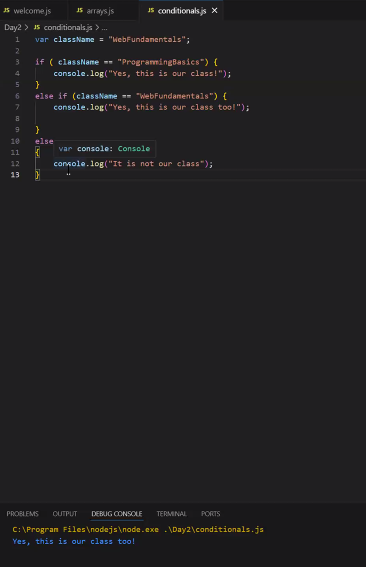 JS welcome.js JS arrays.js JS conditionals.js ×
Day2 > JS conditionals.js > ...
1 var className = "WebFundamentals";
2
3 if ( className == "ProgrammingBasics") {
4 console.log("Yes, this is our class!");
5 }
6 else if (className == "WebFundamentals") {
7 console.log("Yes, this is our class too!");
8
9 }
10 else
var console: Console
11 {
12 console.log("It is not our class");
13 }
PROBLEMS OUTPUT DEBUG CONSOLE TERMINAL PORTS
C:\Program Files\nodejs\node.exe .\Day2\conditionals.js
Yes, this is our class too!